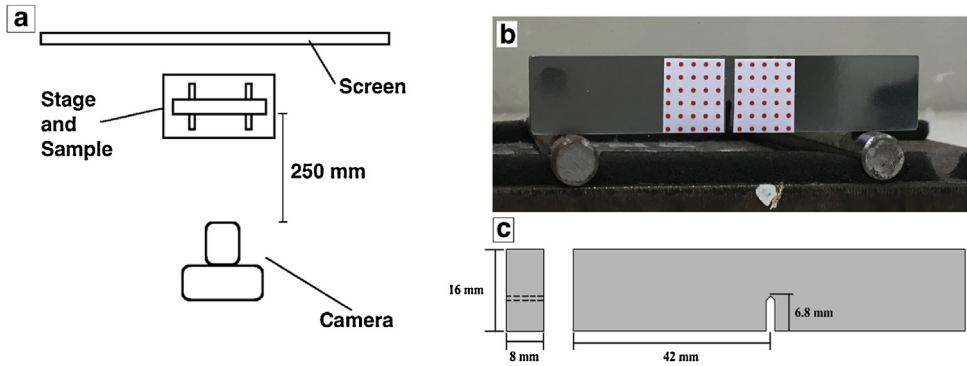 a
Screen
Stage
and
Sample
250 mm
Camera
b
c
16 mm
6.8 mm
8 mm
42 mm